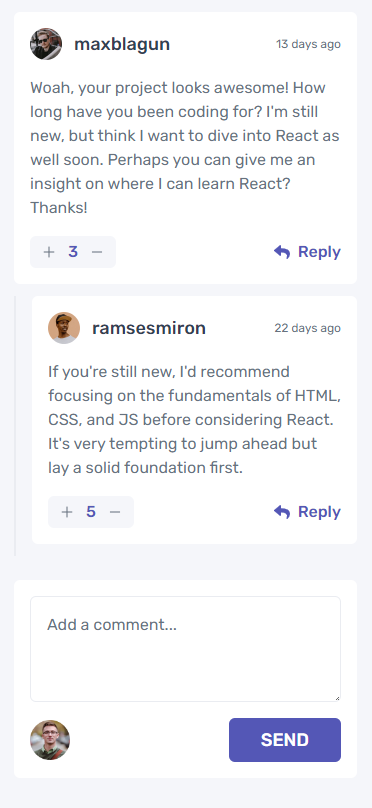 maxblagun 13 days ago
Woah, your project looks awesome! How
long have you been coding for? I'm still
new, but think I want to dive into React as
well soon. Perhaps you can give me an
insight on where I can learn React?
Thanks!
+ 3 − Reply
ramsesmiron 22 days ago
If you're still new, I'd recommend
focusing on the fundamentals of HTML,
CSS, and JS before considering React.
It's very tempting to jump ahead but
lay a solid foundation first.
+ 5 − Reply
Add a comment...
SEND